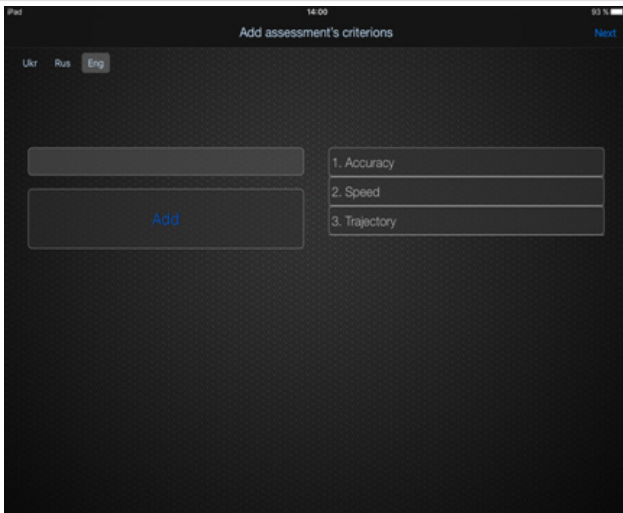 iPad 14:00 93 %
Add assessment's criterions Next
Ukr Rus Eng
1. Accuracy
2. Speed
Add
3. Trajectory